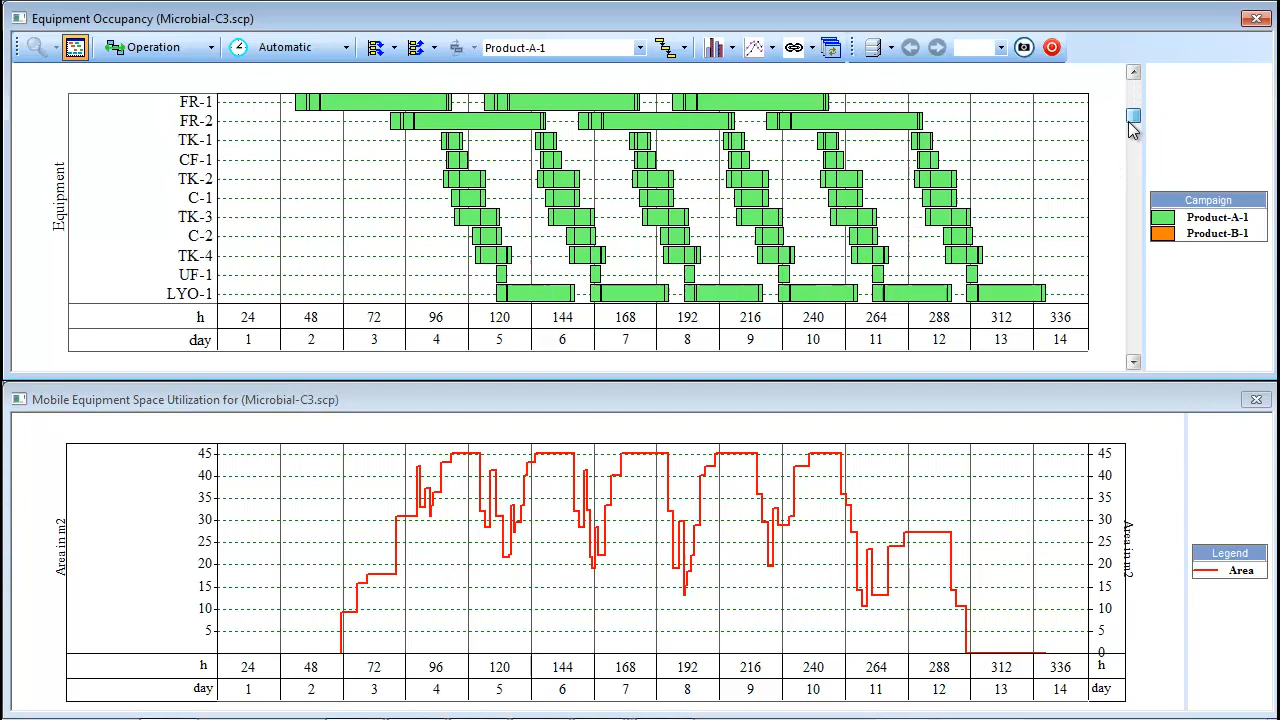 Equipment Occupancy (Microbial-C3.scp)
Operation Automatic Product-A-1
FR-1
FR-2
TK-1
CF-1
TK-2
C-1
TK-3
C-2
TK-4
UF-1
LYO-1
Equipment
h 24 48 72 96 120 144 168 192 216 240 264 288 312 336
day 1 2 3 4 5 6 7 8 9 10 11 12 13 14
Campaign
Product-A-1
Product-B-1
Mobile Equipment Space Utilization for (Microbial-C3.scp)
45 45
40 40
35 35
30 30
25 25
20 20
15 15
10 10
5 5
0
Area in m2
Area in m2
h 24 48 72 96 120 144 168 192 216 240 264 288 312 336 h
day 1 2 3 4 5 6 7 8 9 10 11 12 13 14 day
Legend
Area